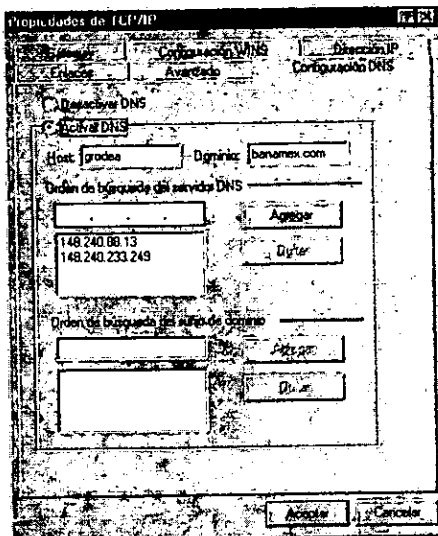 Propiedades de TCP/IP
Configuración WINS Dirección IP
Enlaces Avanzado Configuración DNS
Desactivar DNS
Activar DNS
Host: grodea Dominio: banamex.com
Orden de búsqueda del servidor DNS
Agregar
148.240.88.13
148.240.233.249
Quitar
Orden de búsqueda del sufijo de dominio
Agregar
Quitar
Aceptar Cancelar